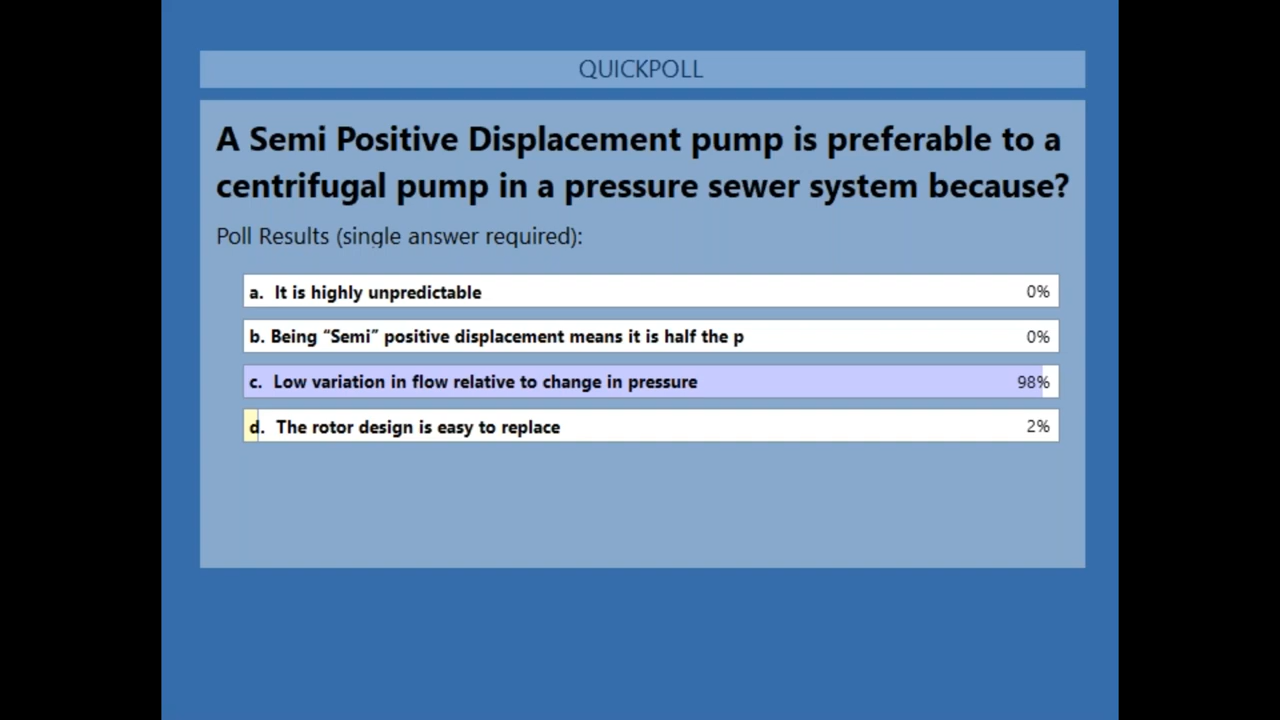 QUICKPOLL
A Semi Positive Displacement pump is preferable to a
centrifugal pump in a pressure sewer system because?
Poll Results (single answer required):
a. It is highly unpredictable 0%
b. Being “Semi” positive displacement means it is half the p 0%
c. Low variation in flow relative to change in pressure 98%
d. The rotor design is easy to replace 2%